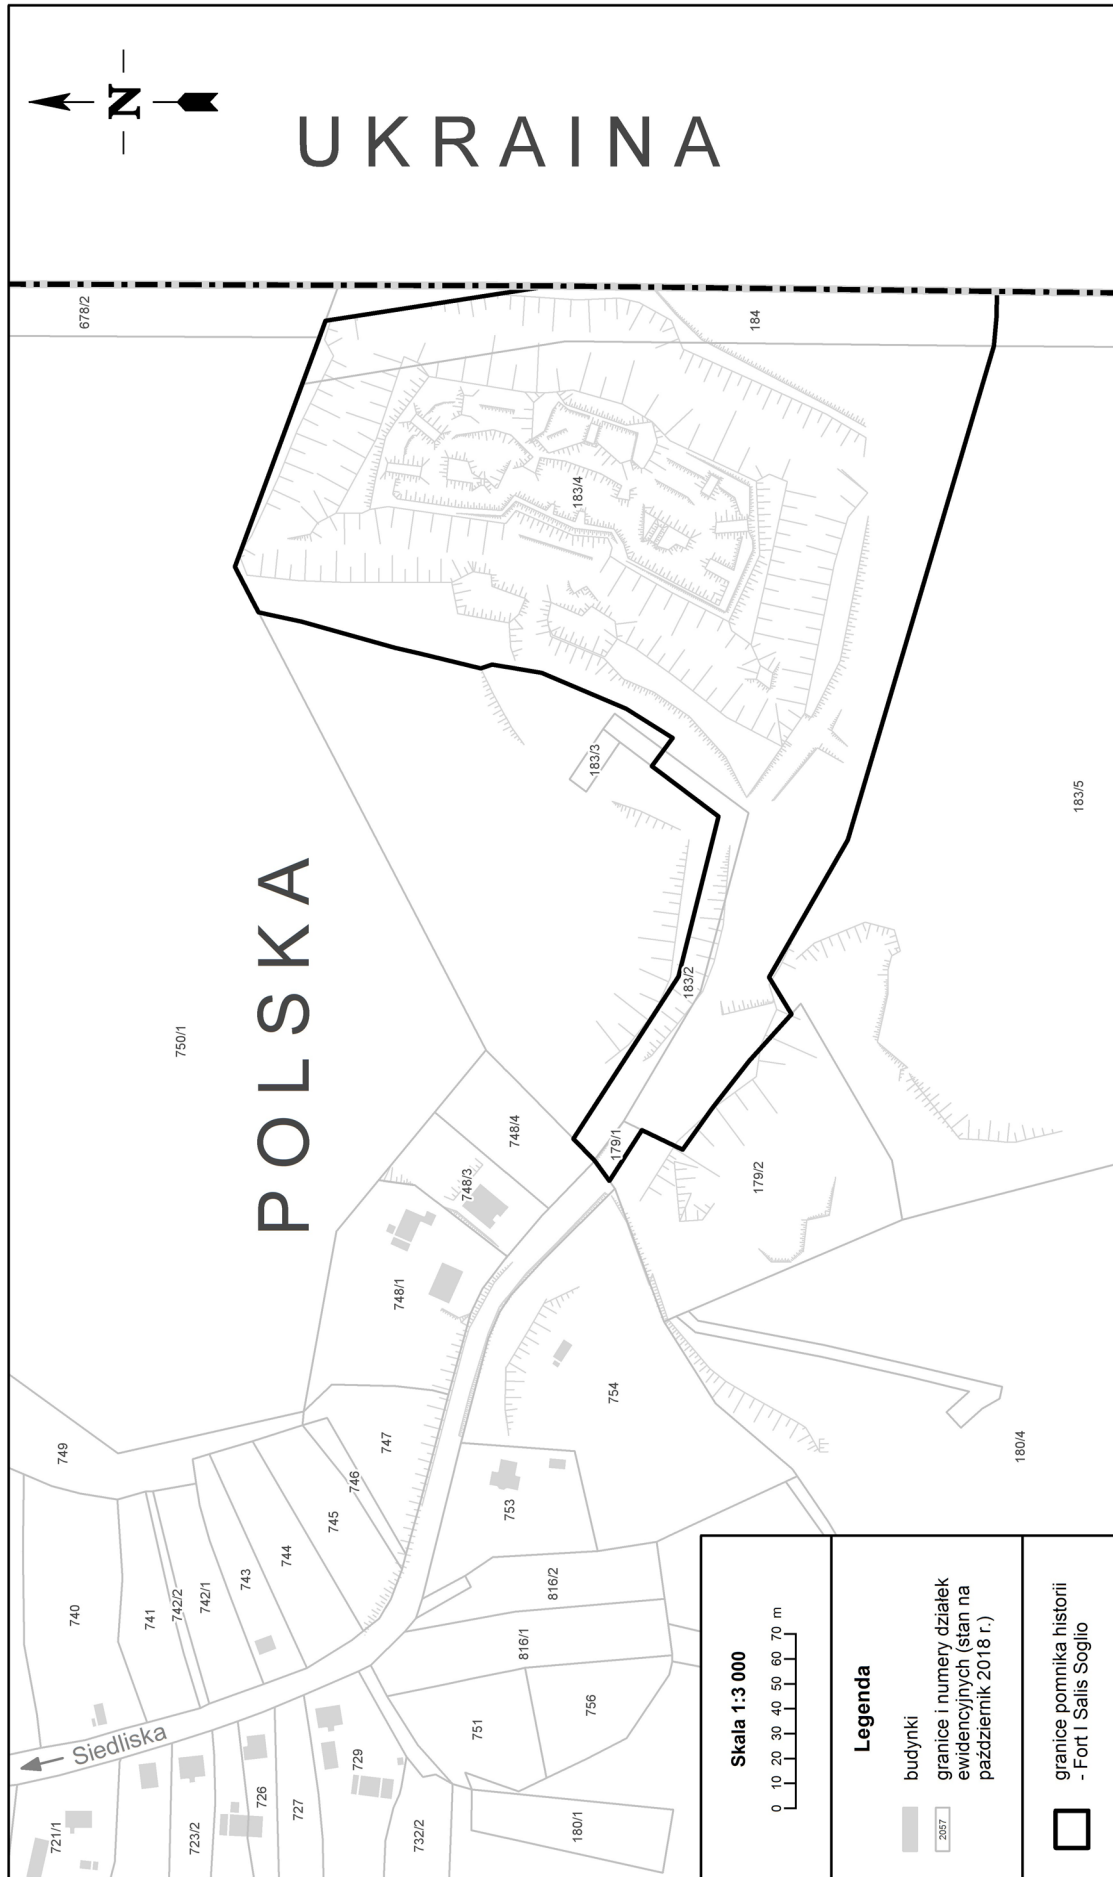 N
UKRAINA
POLSKA
678/2
184
183/4
183/3
183/5
750/1
183/2
748/4
179/1
748/3
179/2
748/1
754
749
747
180/4
746
753
745
744
740
743
816/2
741
742/2
742/1
816/1
756
751
Siedliska
729
726
727
721/1
723/2
732/2
180/1
Skala 1:3 000
0 10 20 30 40 50 60 70 m
Legenda
budynki
2057
granice i numery działek
ewidencyjnych (stan na
październik 2018 r.)
granice pomnika historii
- Fort I Salis Soglio